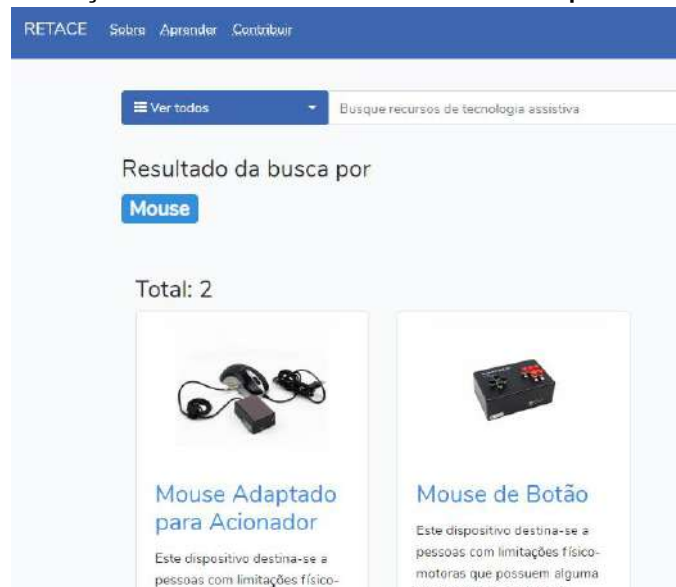 RETACE Sobre Aprender Contribuir
Ver todos
Busque recursos de tecnologia assistiva
Resultado da busca por
Mouse
Total: 2
Mouse Adaptado
para Acionador
Este dispositivo destina-se a
pessoas com limitações físico-
Mouse de Botão
Este dispositivo destina-se a
pessoas com limitações físico-
motoras que possuem alguma